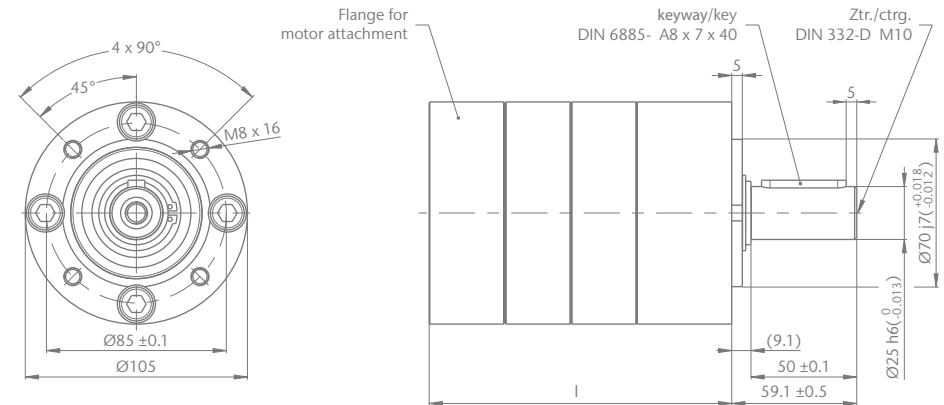 Flange for
motor attachment
keyway/key
DIN 6885- A8 x 7 x 40
Ztr./ctrg.
DIN 332-D M10
4 x 90°
45°
M8 x 16
5
5
Ø70 j7(+0.018 -0.012)
Ø25 h6(0 -0.013)
Ø85 ±0.1
Ø105
(9.1)
50 ±0.1
l
59.1 ±0.5